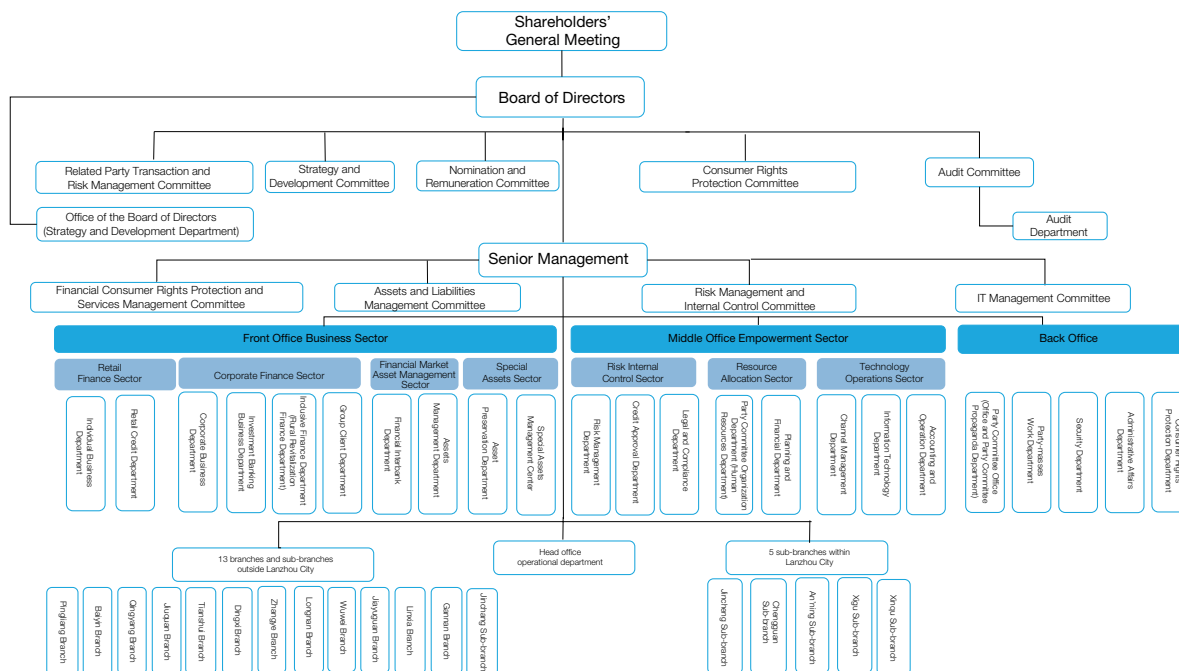 Shareholders'
General Meeting
Board of Directors
Related Party Transaction and
Risk Management Committee
Strategy and
Development Committee
Nomination and
Remuneration Committee
Consumer Rights
Protection Committee
Audit Committee
Office of the Board of Directors
(Strategy and Development Department)
Audit
Department
Senior Management
Financial Consumer Rights Protection and
Services Management Committee
Assets and Liabilities
Management Committee
Risk Management and
Internal Control Committee
IT Management Committee
Front Office Business Sector
Middle Office Empowerment Sector
Back Office
Retail
Finance Sector
Corporate Finance Sector
Financial Market
Asset Management
Sector
Special
Assets Sector
Risk Internal
Control Sector
Resource
Allocation Sector
Technology
Operations Sector
Individual Business
Department
Retail Credit Department
Corporate Business
Department
Investment Banking
Business Department
Inclusive Finance Department
(Rural Revitalization
Finance Department)
Group Client Department
Financial Interbank
Department
Assets
Management Department
Asset
Preservation Department
Special Assets
Management Center
Risk Management
Department
Credit Approval Department
Legal and Compliance
Department
Party Committee Organization
Department (Human
Resources Department)
Planning and
Financial Department
Channel Management
Department
Information Technology
Department
Accounting and
Operation Department
Party Committee Office
(Office and Party Committee
Propaganda Department)
Party-masses
Work Department
Security Department
Administrative Affairs
Department
Protection Department
13 branches and sub-branches
outside Lanzhou City
Head office
operational department
5 sub-branches within
Lanzhou City
Pingliang Branch
Baiyin Branch
Qingyang Branch
Jiuquan Branch
Tianshui Branch
Dingxi Branch
Zhangye Branch
Longnan Branch
Wuwei Branch
Jiayuguan Branch
Linxia Branch
Gannan Branch
Jinchang Sub-branch
Jincheng Sub-branch
Chengguan
Sub-branch
An'ning Sub-branch
Xigu Sub-branch
Xinqu Sub-branch